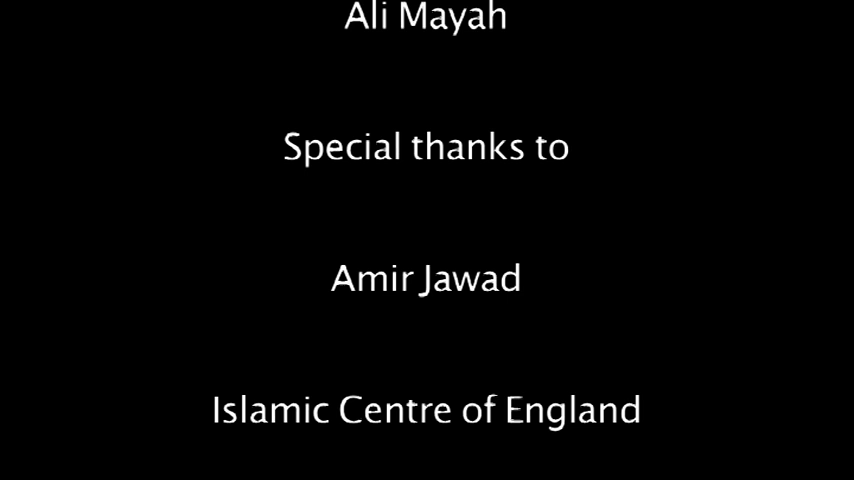 Ali Mayah
Special thanks to
Amir Jawad
Islamic Centre of England